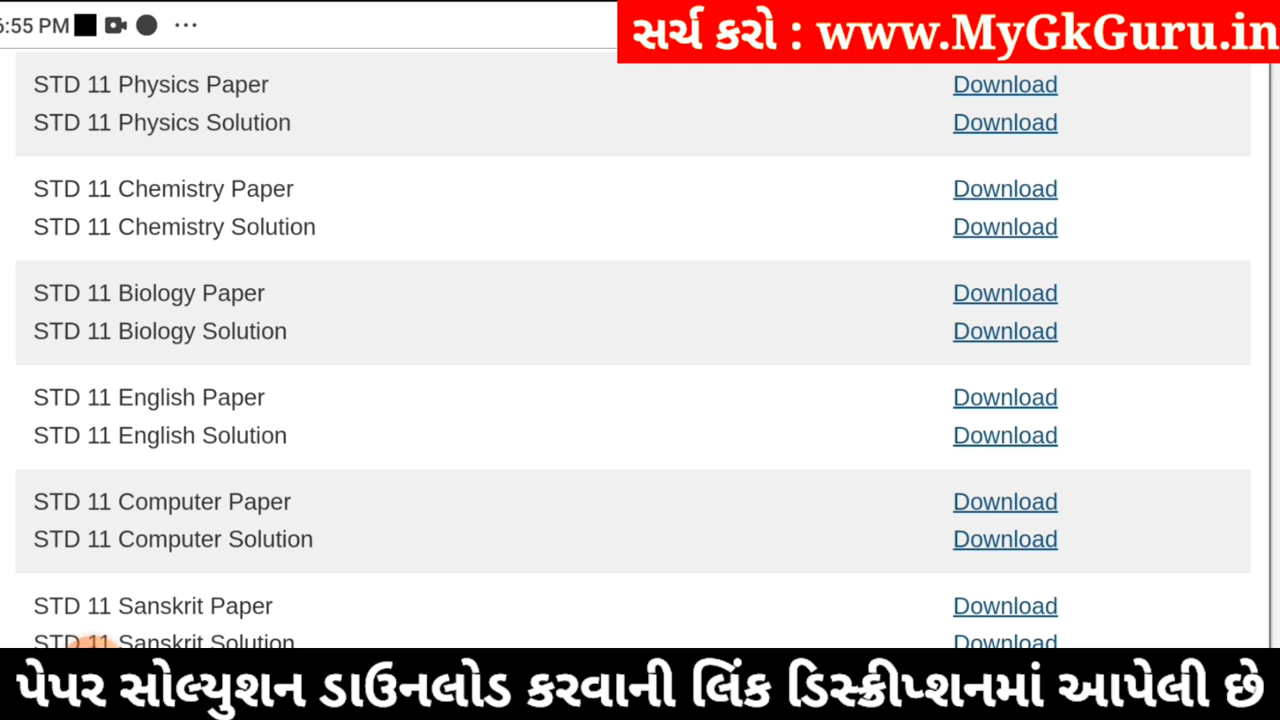 6:55 PM
સર્ચ કરો : www.MyGkGuru.in
STD 11 Physics Paper Download
STD 11 Physics Solution Download
STD 11 Chemistry Paper Download
STD 11 Chemistry Solution Download
STD 11 Biology Paper Download
STD 11 Biology Solution Download
STD 11 English Paper Download
STD 11 English Solution Download
STD 11 Computer Paper Download
STD 11 Computer Solution Download
STD 11 Sanskrit Paper Download
STD 11 Sanskrit Solution Download
પેપર સોલ્યુશન ડાઉનલોડ કરવાની લિંક ડિસ્ક્રીપ્શનમાં આપેલી છે